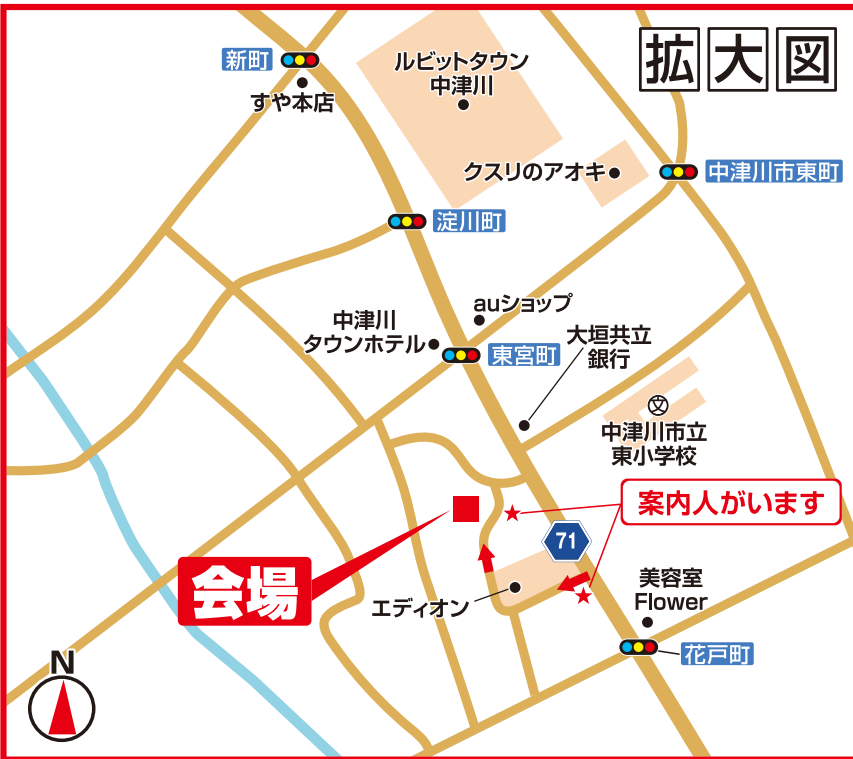 拡大図
新町
すや本店
ルビットタウン
中津川
クスリのアオキ
中津川市東町
淀川町
auショップ
中津川
タウンホテル
東宮町
大垣共立
銀行
文
中津川市立
東小学校
案内人がいます
71
会場
エディオン
美容室
Flower
花戸町
N